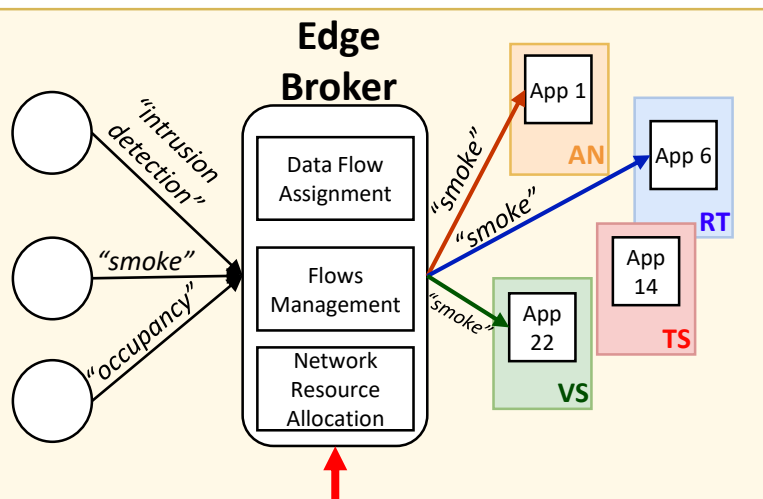 Edge
Broker
“intrusion
detection”
“smoke”
“occupancy”
Data Flow
Assignment
Flows
Management
Network
Resource
Allocation
“smoke”
“smoke”
“smoke”
App 1
AN
App 6
RT
App
14
TS
App
22
VS